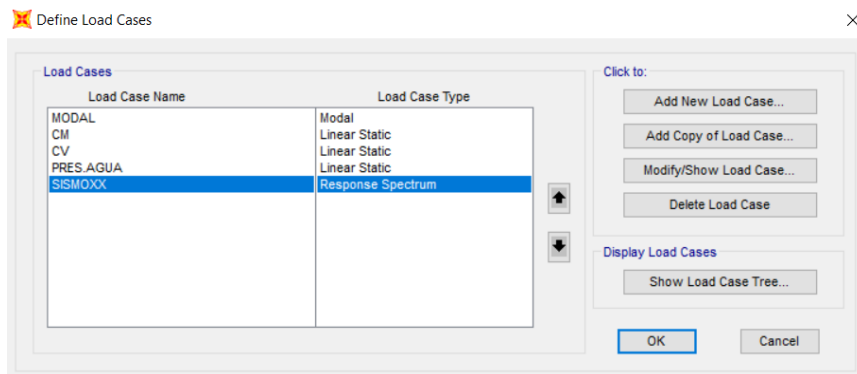 Define Load Cases
Load Cases
Click to:
Load Case Name Load Case Type
MODAL Modal
CM Linear Static
CV Linear Static
PRES.AGUA Linear Static
SISMOXX Response Spectrum
Add New Load Case...
Add Copy of Load Case...
Modify/Show Load Case...
Delete Load Case
Display Load Cases
Show Load Case Tree...
OK Cancel